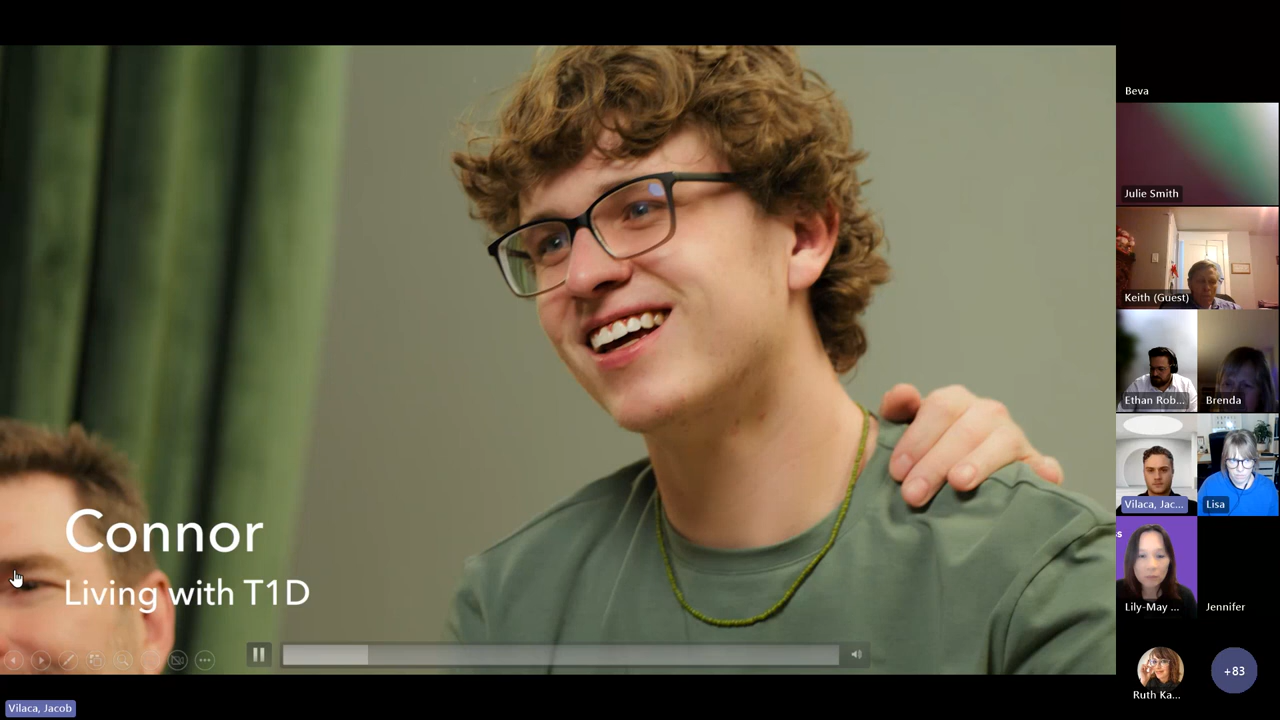 Connor
Living with T1D
Vilaca, Jacob
Beva
Julie Smith
Keith (Guest)
Ethan Rob...
Brenda
Vilaca, Jac...
Lisa
s
Lily-May ...
Jennifer
Ruth Ka...
+83